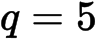 q = 5